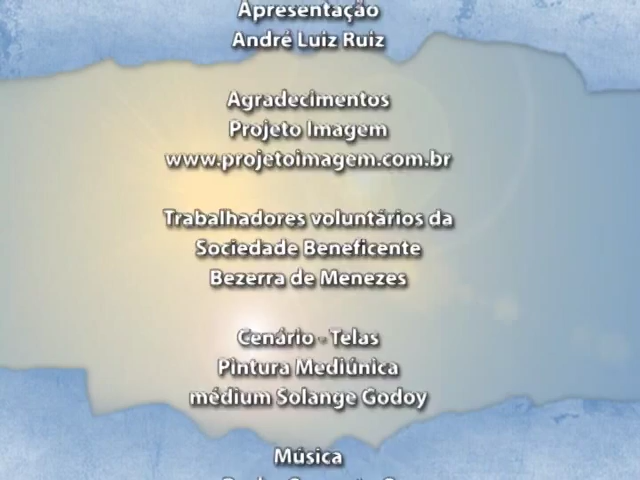 Apresentação
André Luiz Ruiz
Agradecimentos
Projeto Imagem
www.projetoimagem.com.br
Trabalhadores voluntários da
Sociedade Beneficente
Bezerra de Menezes
Cenário - Telas
Pintura Mediúnica
médium Solange Godoy
Música